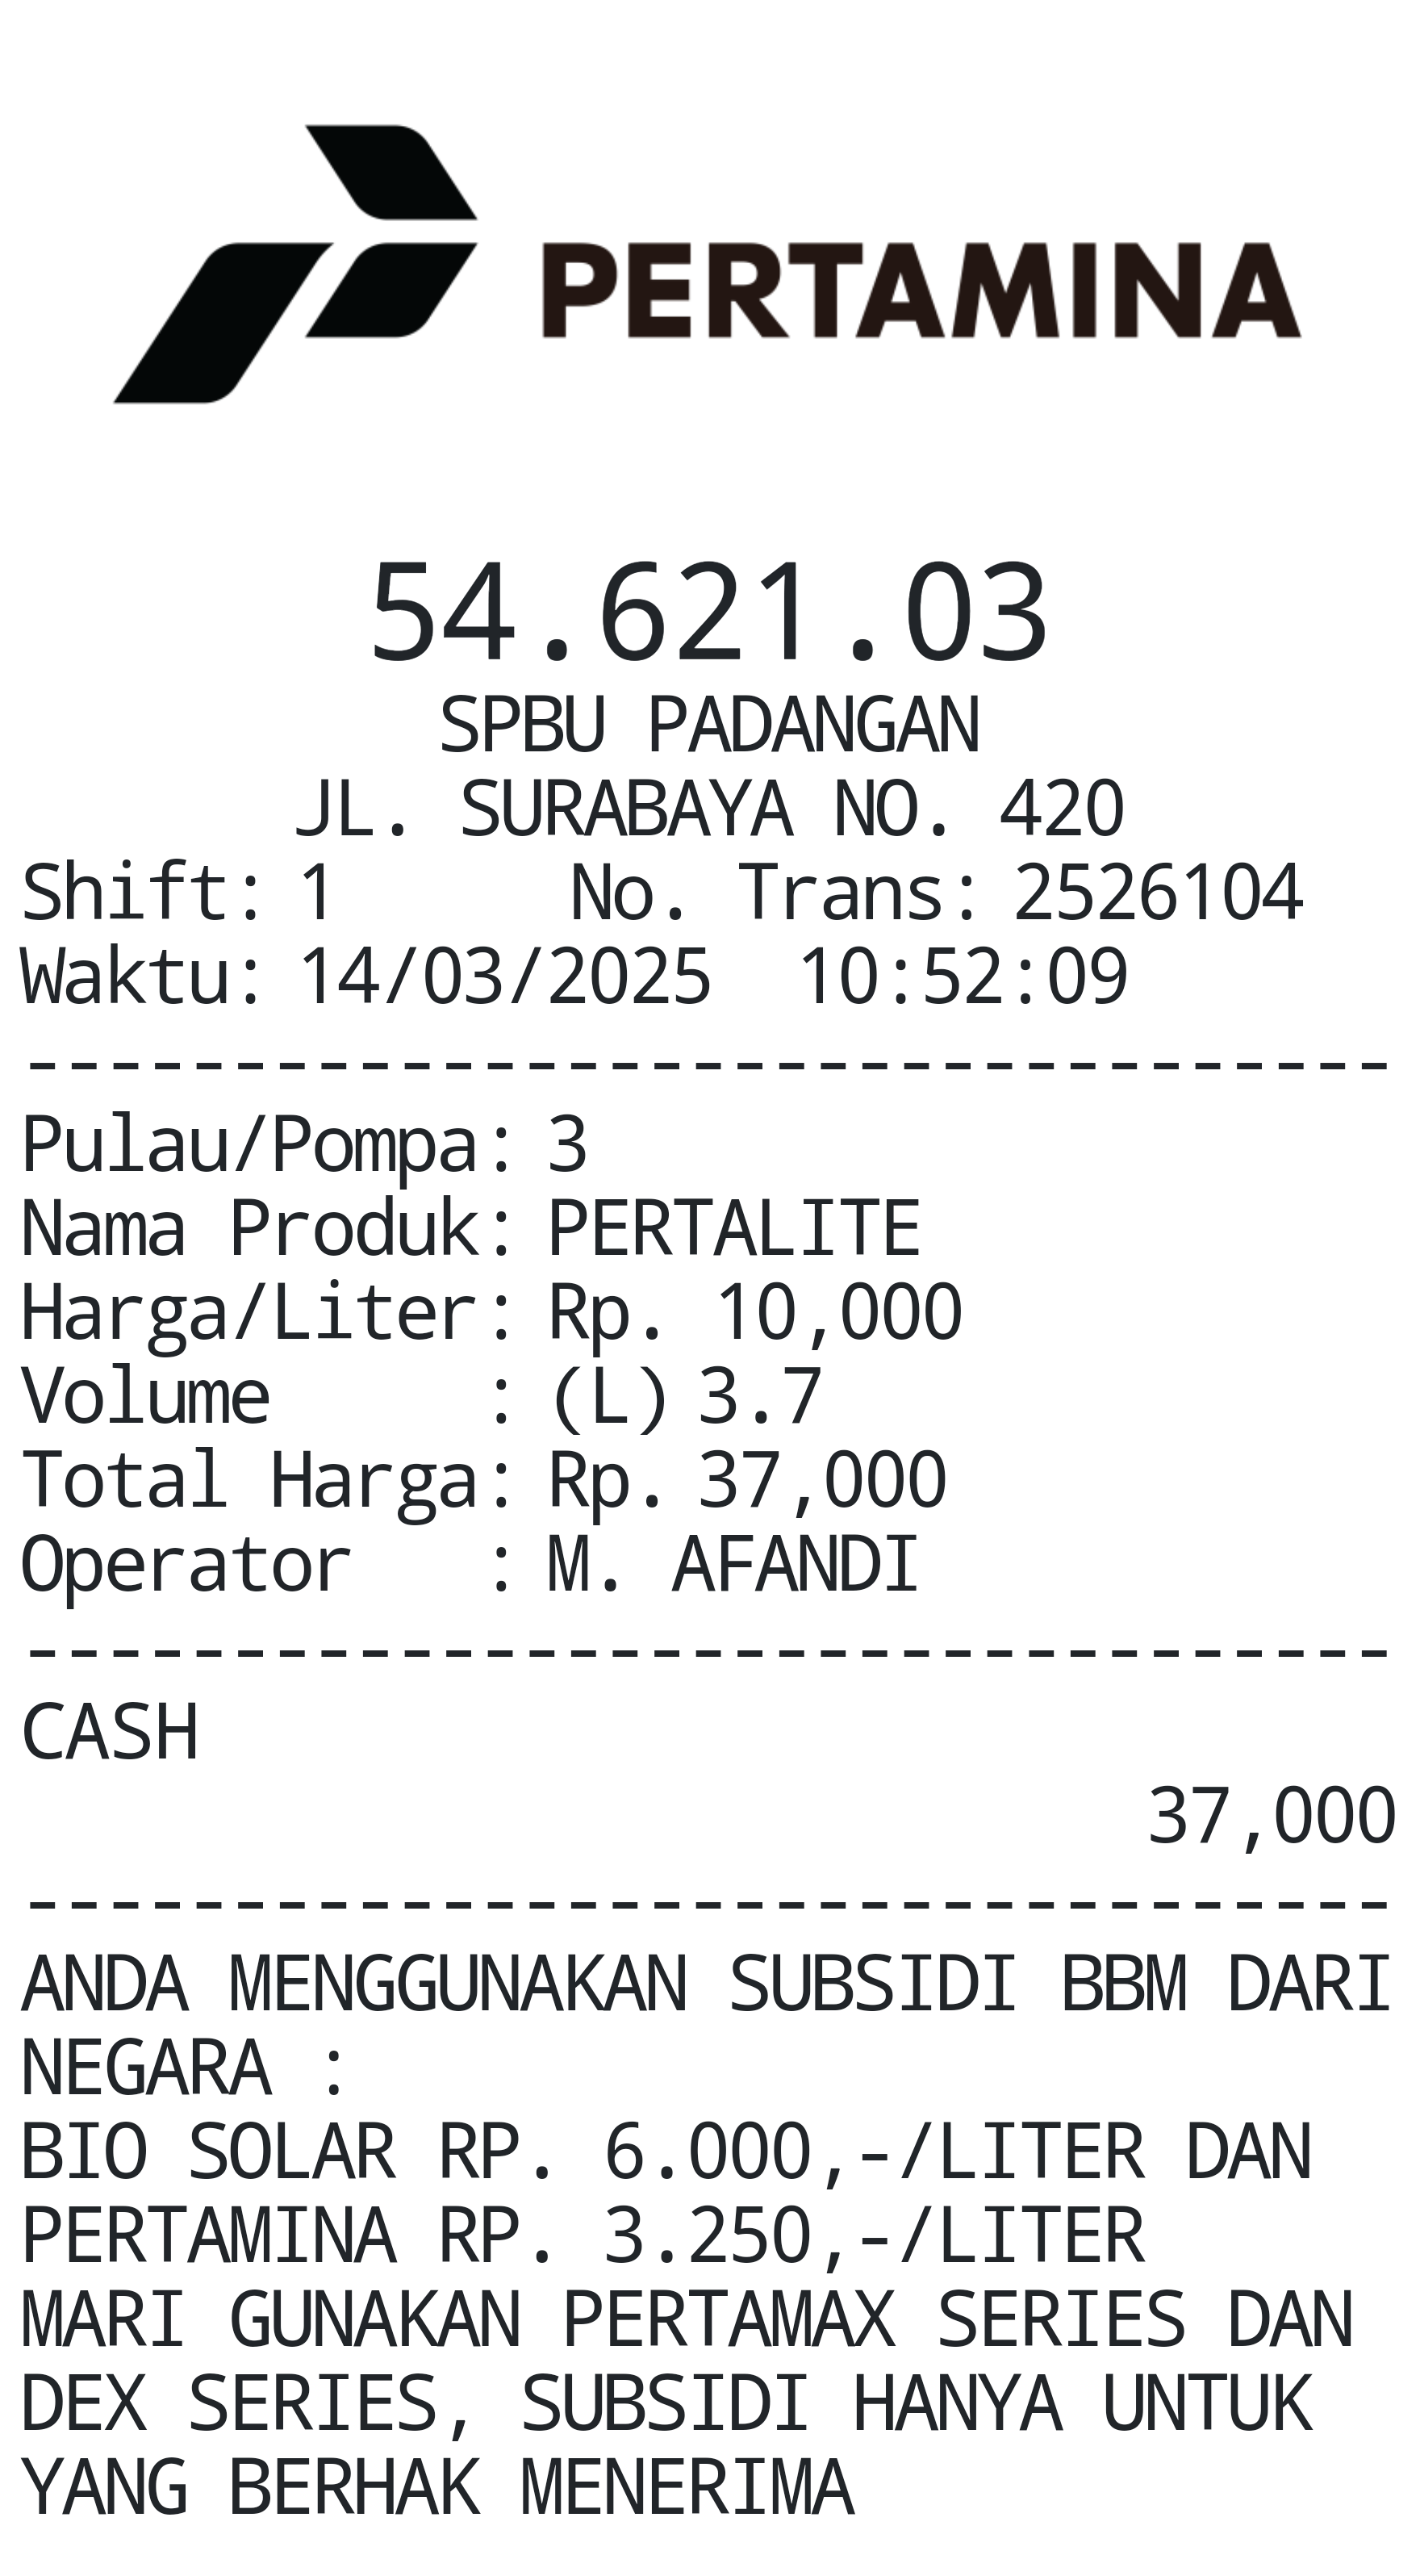 PERTAMINA
54.621.03
SPBU PADANGAN
JL. SURABAYA NO. 420
Shift: 1 No. Trans: 2526104
Waktu: 14/03/2025 10:52:09
---------------------------------
Pulau/Pompa: 3
Nama Produk: PERTALITE
Harga/Liter: Rp. 10,000
Volume : (L) 3.7
Total Harga: Rp. 37,000
Operator : M. AFANDI
---------------------------------
CASH
37,000
---------------------------------
ANDA MENGGUNAKAN SUBSIDI BBM DARI
NEGARA :
BIO SOLAR RP. 6.000,-/LITER DAN
PERTAMINA RP. 3.250,-/LITER
MARI GUNAKAN PERTAMAX SERIES DAN
DEX SERIES, SUBSIDI HANYA UNTUK
YANG BERHAK MENERIMA